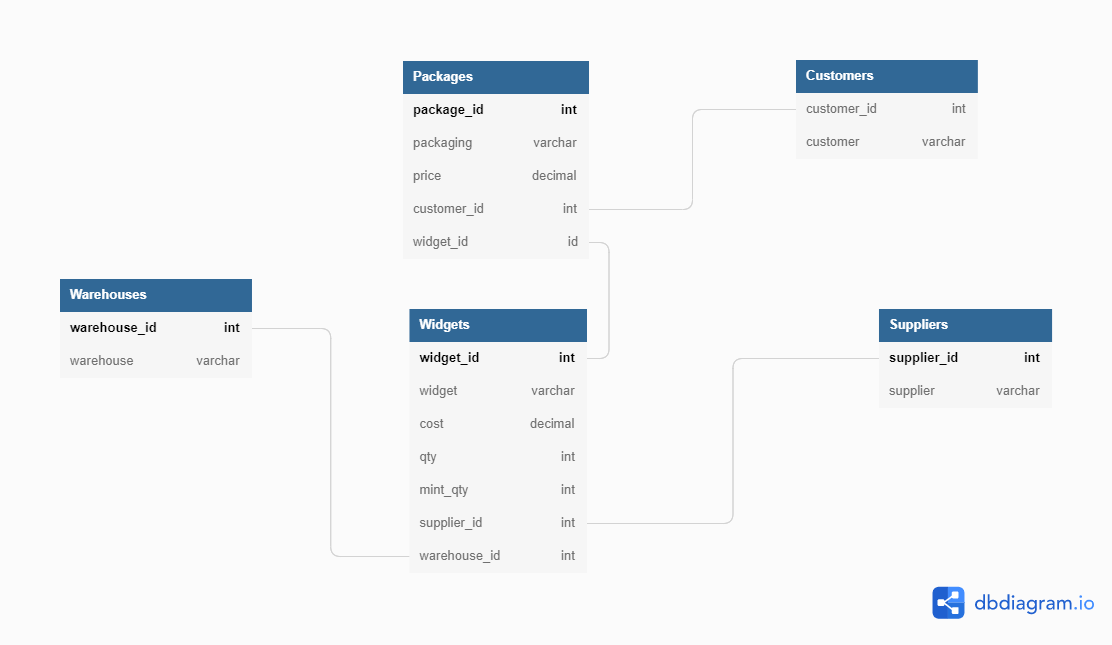 Packages
package_id int
packaging varchar
price decimal
customer_id int
widget_id id
Customers
customer_id int
customer varchar
Warehouses
warehouse_id int
warehouse varchar
Widgets
widget_id int
widget varchar
cost decimal
qty int
mint_qty int
supplier_id int
warehouse_id int
Suppliers
supplier_id int
supplier varchar
dbdiagram.io